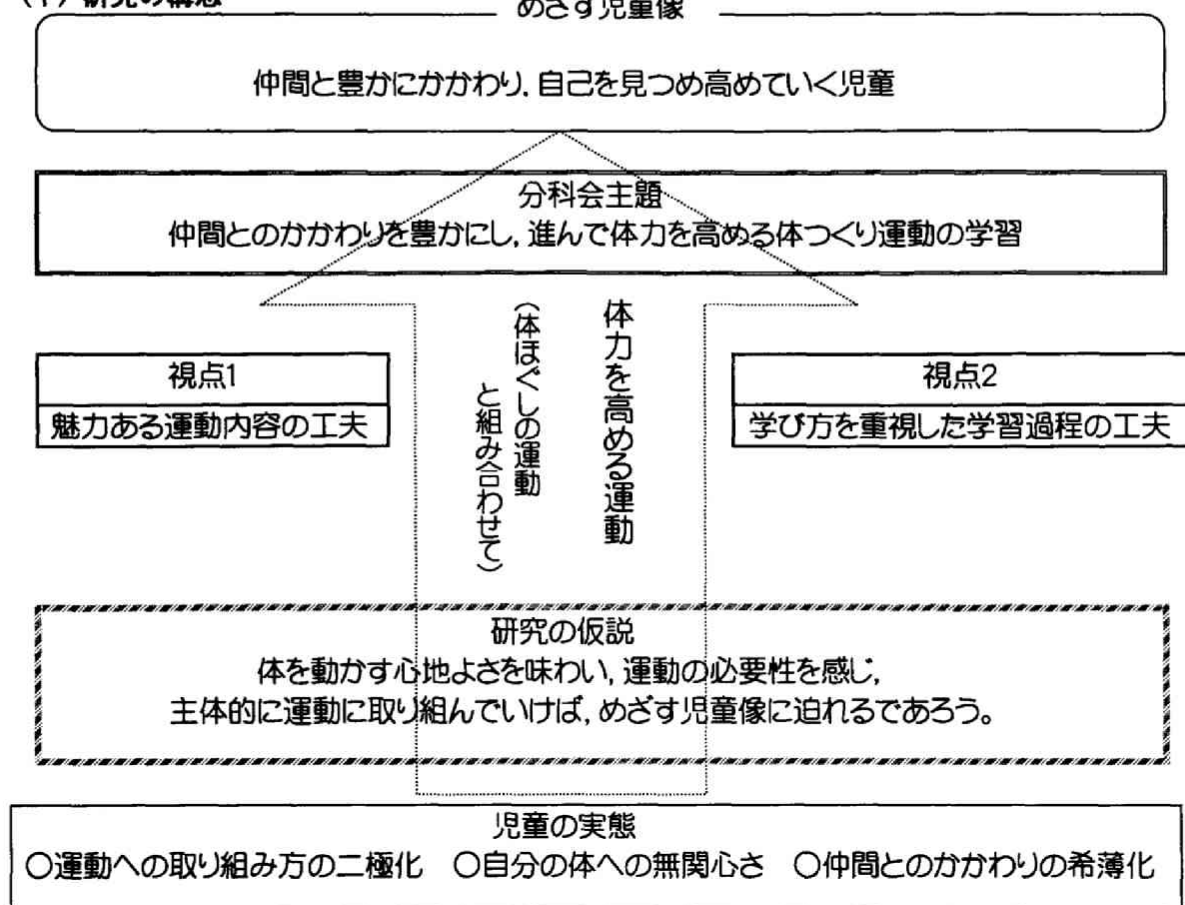 めざす児童像
仲間と豊かにかかわり，自己を見つめ高めていく児童
分科会主題
仲間とのかかわりを豊かにし，進んで体力を高める体つくり運動の学習
体力を高める運動
（体ほぐしの運動
と組み合わせて）
視点1
魅力ある運動内容の工夫
視点2
学び方を重視した学習過程の工夫
研究の仮説
体を動かす心地よさを味わい，運動の必要性を感じ，
主体的に運動に取り組んでいけば，めざす児童像に迫れるであろう。
児童の実態
○運動への取り組み方の二極化　○自分の体への無関心さ　○仲間とのかかわりの希薄化